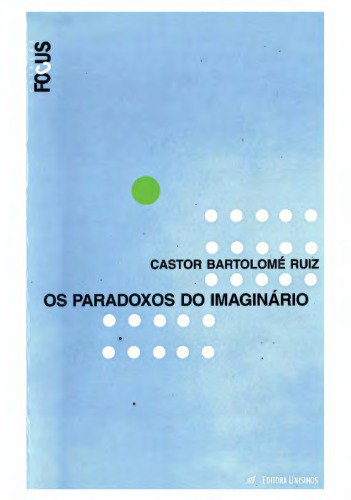 FOCUS
CASTOR BARTOLOMÉ RUIZ
OS PARADOXOS DO IMAGINÁRIO
EDITORA UNISINOS